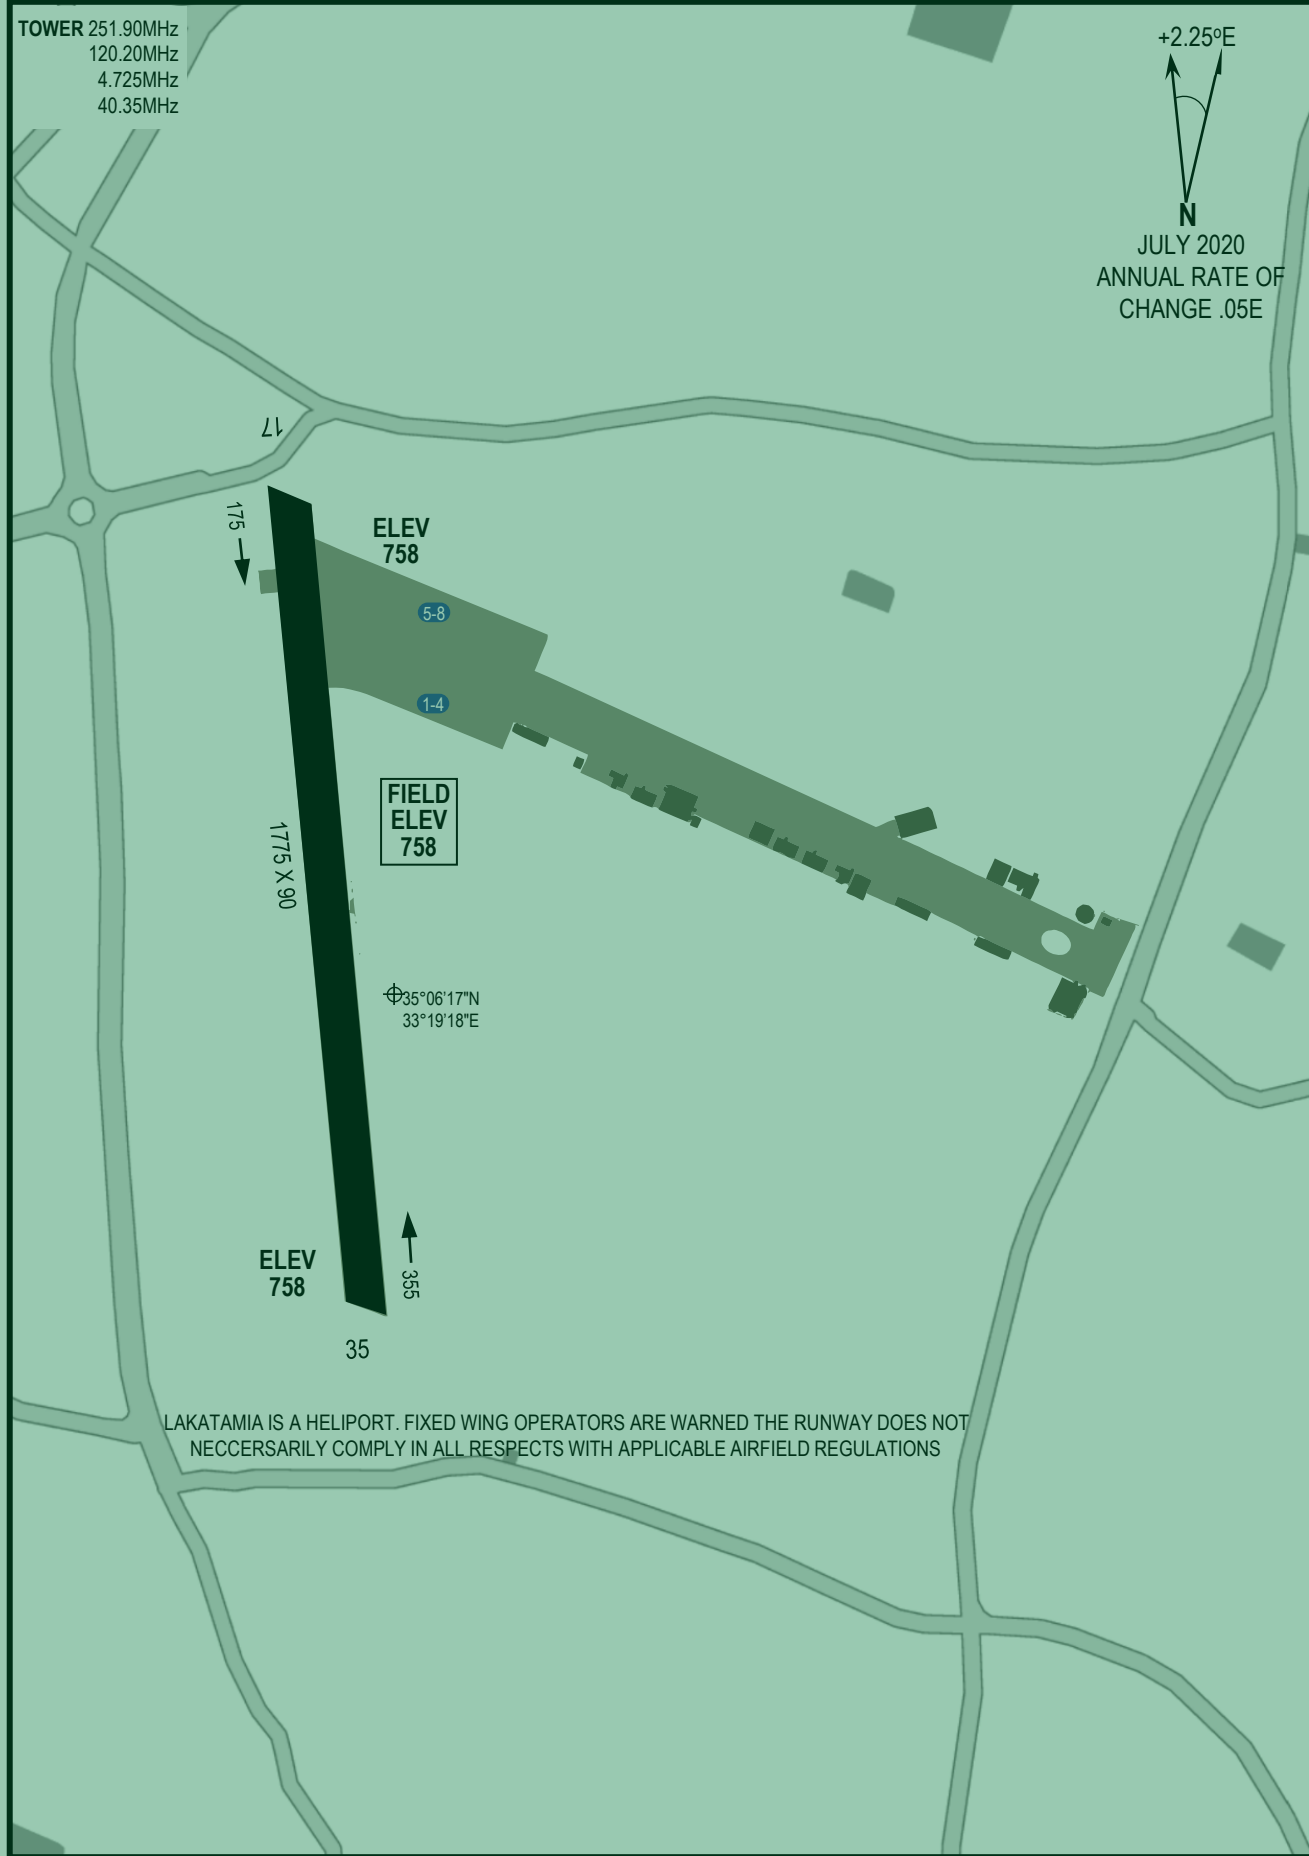 TOWER 251.90MHz
120.20MHz
4.725MHz
40.35MHz
+2.25ºE
N
JULY 2020
ANNUAL RATE OF
CHANGE .05E
17
175
ELEV
758
5-8
1-4
FIELD
ELEV
758
1775 X 90
35°06'17"N
33°19'18"E
ELEV
758
355
35
LAKATAMIA IS A HELIPORT. FIXED WING OPERATORS ARE WARNED THE RUNWAY DOES NOT
NECCERSARILY COMPLY IN ALL RESPECTS WITH APPLICABLE AIRFIELD REGULATIONS